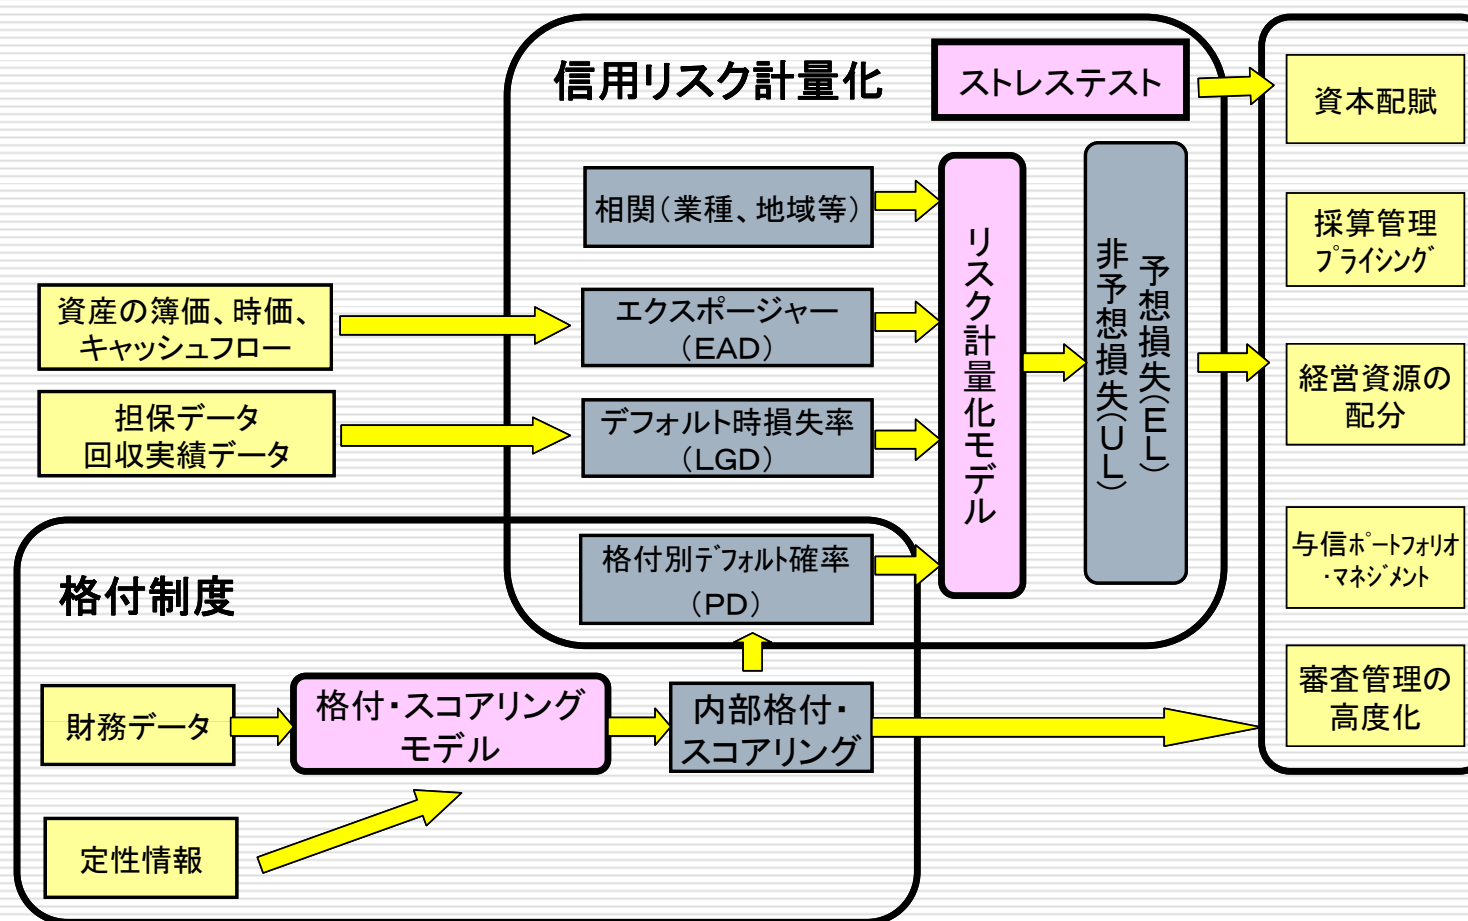 信用リスク計量化
ストレステスト
相関（業種、地域等）
資産の簿価、時価、
キャッシュフロー
エクスポージャー
（EAD）
担保データ
回収実績データ
デフォルト時損失率
（LGD）
格付別ﾃﾞﾌｫﾙﾄ確率
（PD）
リスク計量化モデル
予想損失（EL）
非予想損失（UL）
格付制度
財務データ
格付・スコアリング
モデル
内部格付・
スコアリング
定性情報
資本配賦
採算管理
ﾌﾟﾗｲｼﾝｸﾞ
経営資源の
配分
与信ﾎﾟｰﾄﾌｫﾘｵ
・ﾏﾈｼﾞﾒﾝﾄ
審査管理の
高度化